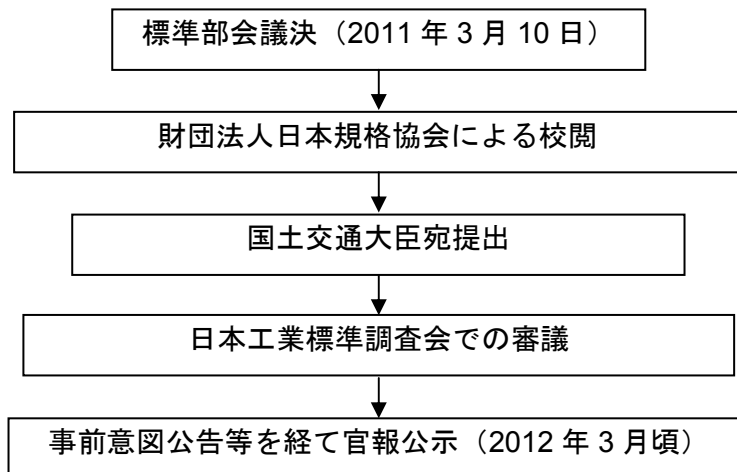 標準部会議決（2011 年 3 月 10 日）
財団法人日本規格協会による校閲
国土交通大臣宛提出
日本工業標準調査会での審議
事前意図公告等を経て官報公示（2012 年 3 月頃）